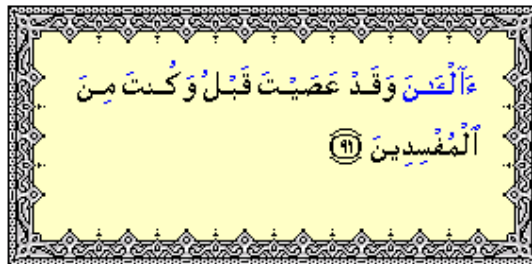 ءَآلْـَٰٔنَ وَقَدْ عَصَيْتَ قَبْلُ وَكُنتَ مِنَ
ٱلْمُفْسِدِينَ ٩١